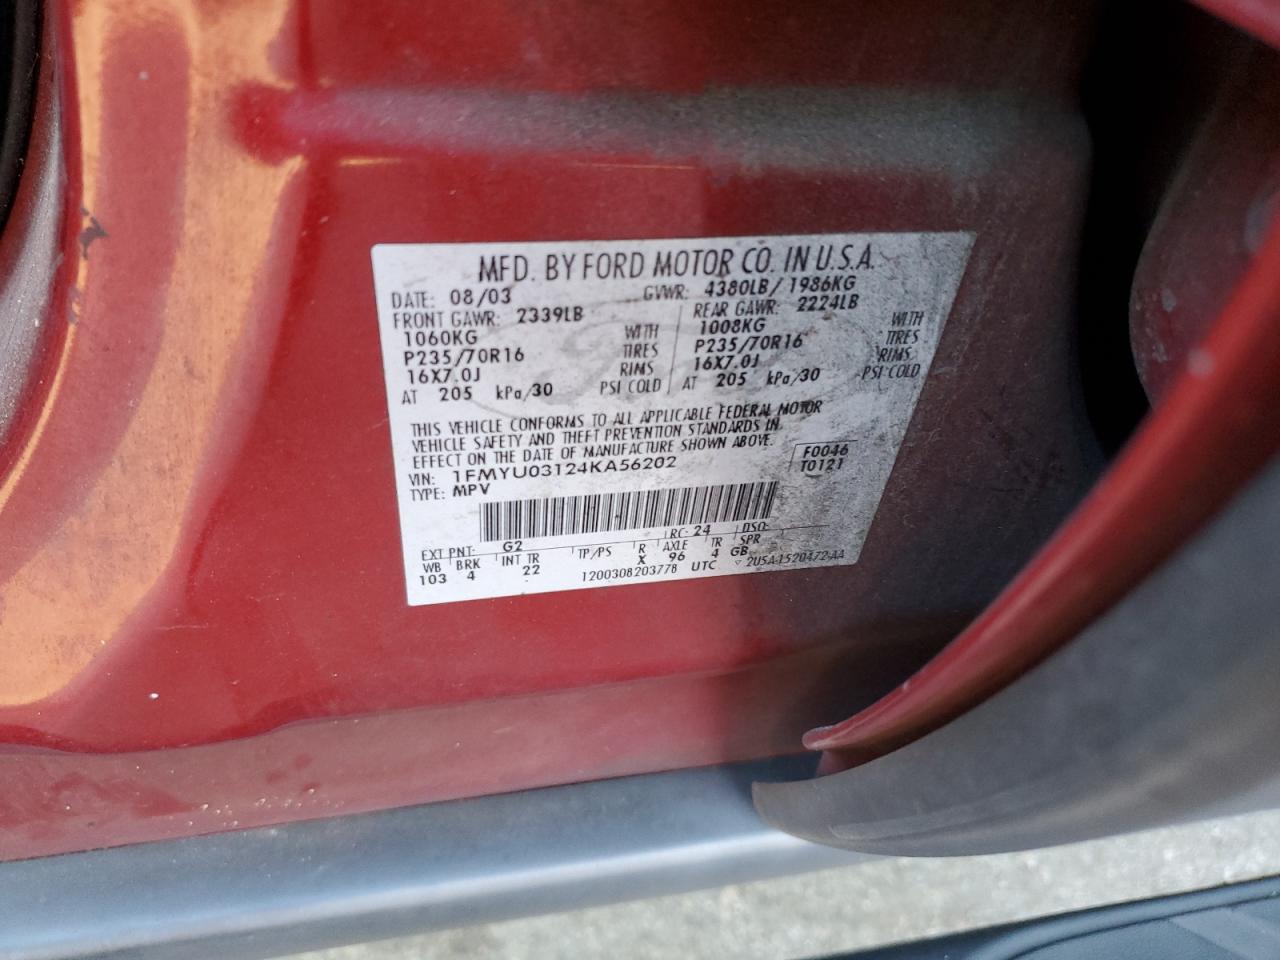 MFD. BY FORD MOTOR CO. IN U.S.A.
DATE: 08/03 GVWR: 4380LB/ 1986KG
FRONT GAWR: 2339LB REAR GAWR: 2224LB
1060KG WITH 1008KG WITH
P235/70R16 TIRES P235/70R16 TIRES
16X7.0J RIMS 16X7.0J RIMS
AT 205 kPa/30 PSI COLD AT 205 kPa/30 PSI COLD
THIS VEHICLE CONFORMS TO ALL APPLICABLE FEDERAL MOTOR
VEHICLE SAFETY AND THEFT PREVENTION STANDARDS IN
EFFECT ON THE DATE OF MANUFACTURE SHOWN ABOVE.
VIN: 1FMYU03124KA56202 F0046
TYPE: MPV T0121
EXT PNT: G2 RC: 24 DSO:
WB BRK INT TR TP/PS R AXLE TR SPR
103 4 22 X 96 4 GB
1200308203778 UTC ▽ 2U5A-1520472-AA